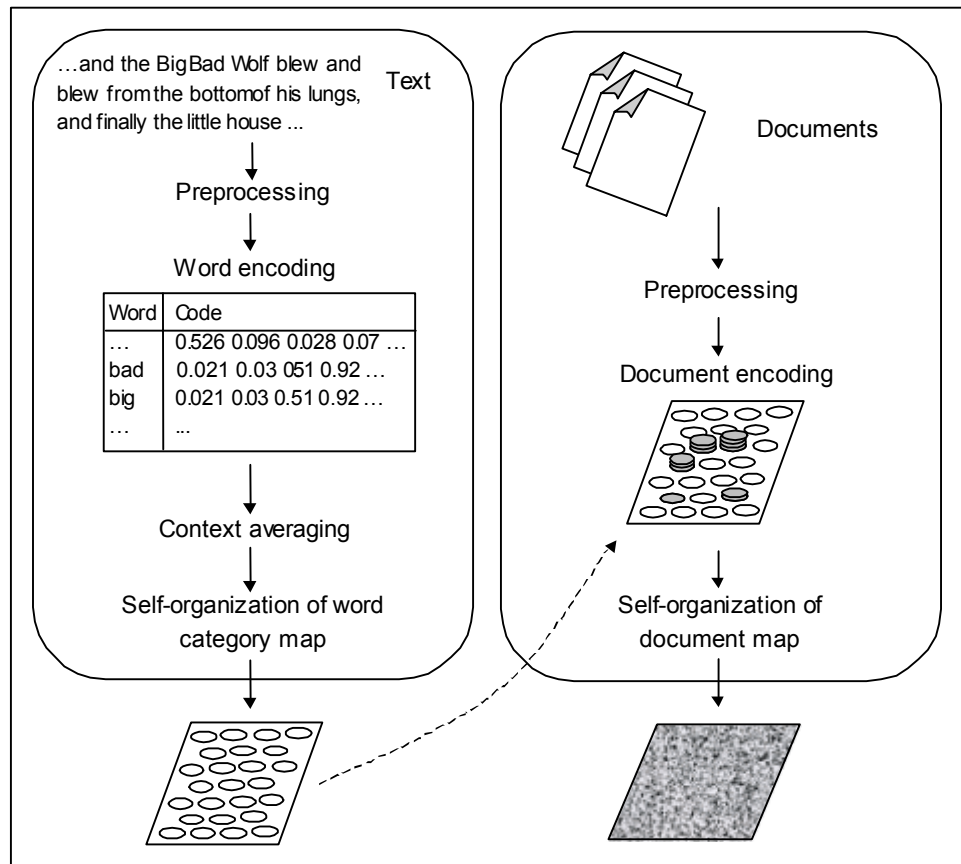 …and the BigBad Wolf blew and
blew fromthe bottomof his lungs,
and finally the little house ...
Text
Preprocessing
Word encoding
Word Code
… 0.526 0.096 0.028 0.07 …
bad 0.021 0.03 051 0.92 …
big 0.021 0.03 0.51 0.92 …
… ...
Context averaging
Self-organization of word
category map
Documents
Preprocessing
Document encoding
Self-organization of
document map